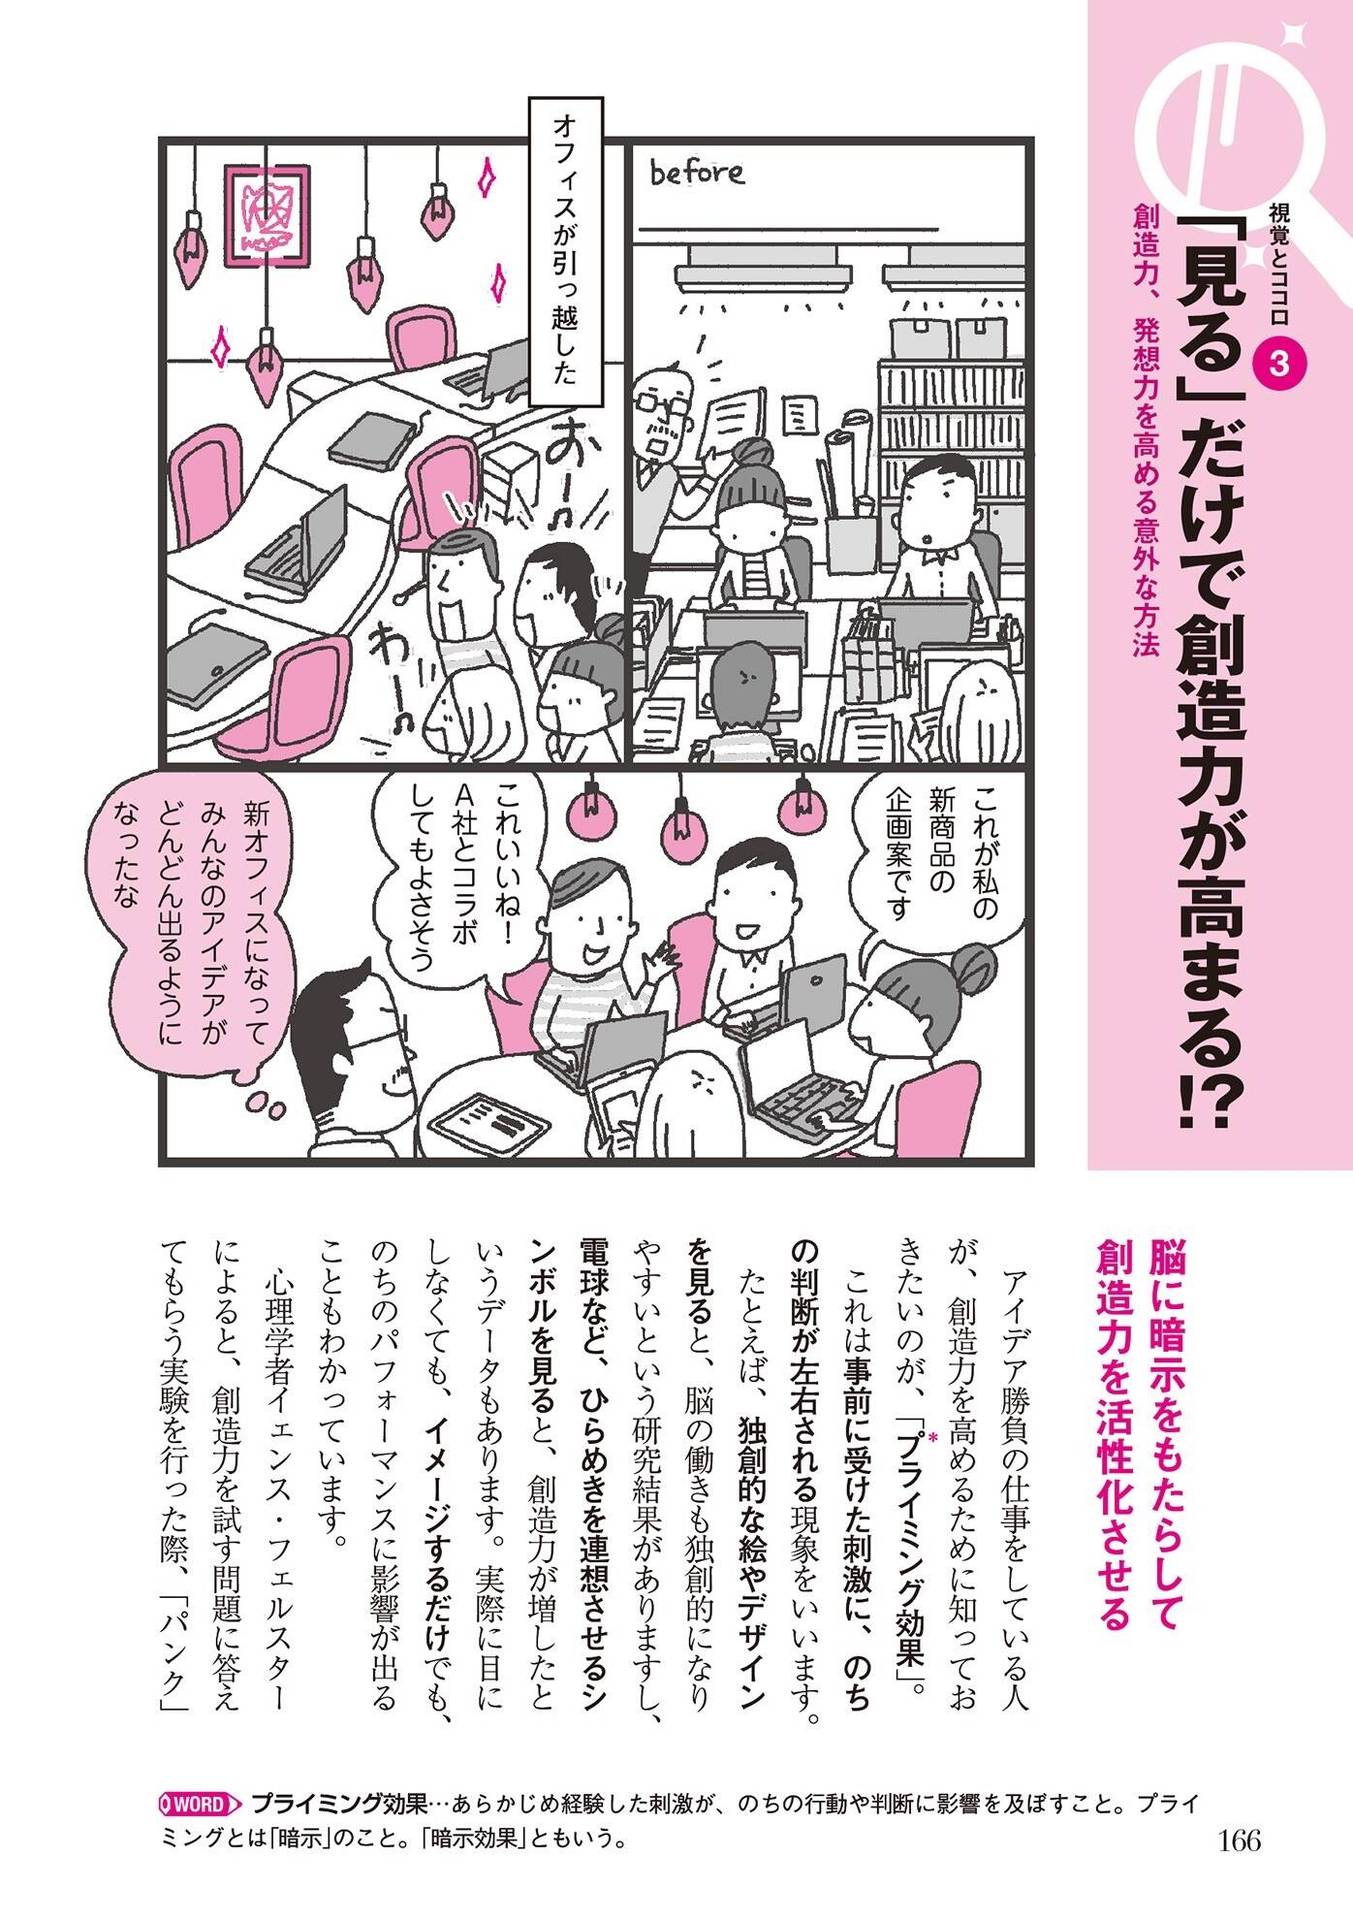 視覚とココロ
3
「見る」だけで創造力が高まる!?
創造力、発想力を高める意外な方法
before
オフィスが引っ越した
おーっ
わーっ
これが私の
新商品の
企画案です
これいいね!
A社とコラボ
してもよさそう
新オフィスになって
みんなのアイデアが
どんどん出るように
なったな
脳に暗示をもたらして
創造力を活性化させる
アイデア勝負の仕事をしている人
が、創造力を高めるために知ってお
きたいのが、「プライミング効果*」。
これは事前に受けた刺激に、のち
の判断が左右される現象をいいます。
たとえば、独創的な絵やデザイン
を見ると、脳の働きも独創的になり
やすいという研究結果がありますし、
電球など、ひらめきを連想させるシ
ンボルを見ると、創造力が増したと
いうデータもあります。実際に目に
しなくても、イメージするだけでも、
のちのパフォーマンスに影響が出る
こともわかっています。
心理学者イェンス・フェルスター
によると、創造力を試す問題に答え
てもらう実験を行った際、「パンク」
WORD プライミング効果…あらかじめ経験した刺激が、のちの行動や判断に影響を及ぼすこと。プライ
ミングとは「暗示」のこと。「暗示効果」ともいう。
166